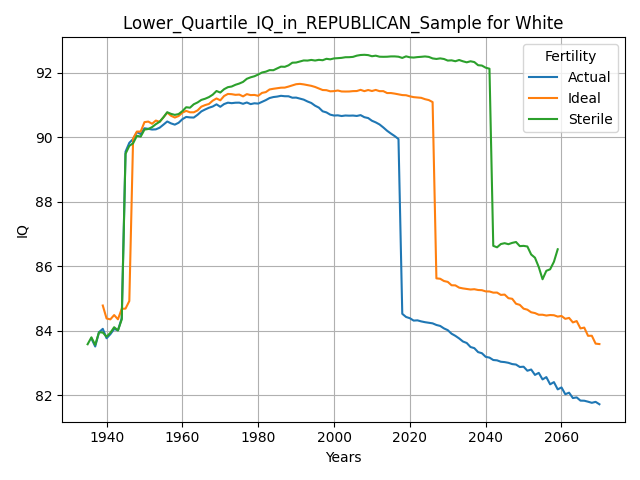 Lower_Quartile_IQ_in_REPUBLICAN_Sample for White
Fertility
Actual
Ideal
Sterile
IQ
92
90
88
86
84
82
1940 1960 1980 2000 2020 2040 2060
Years